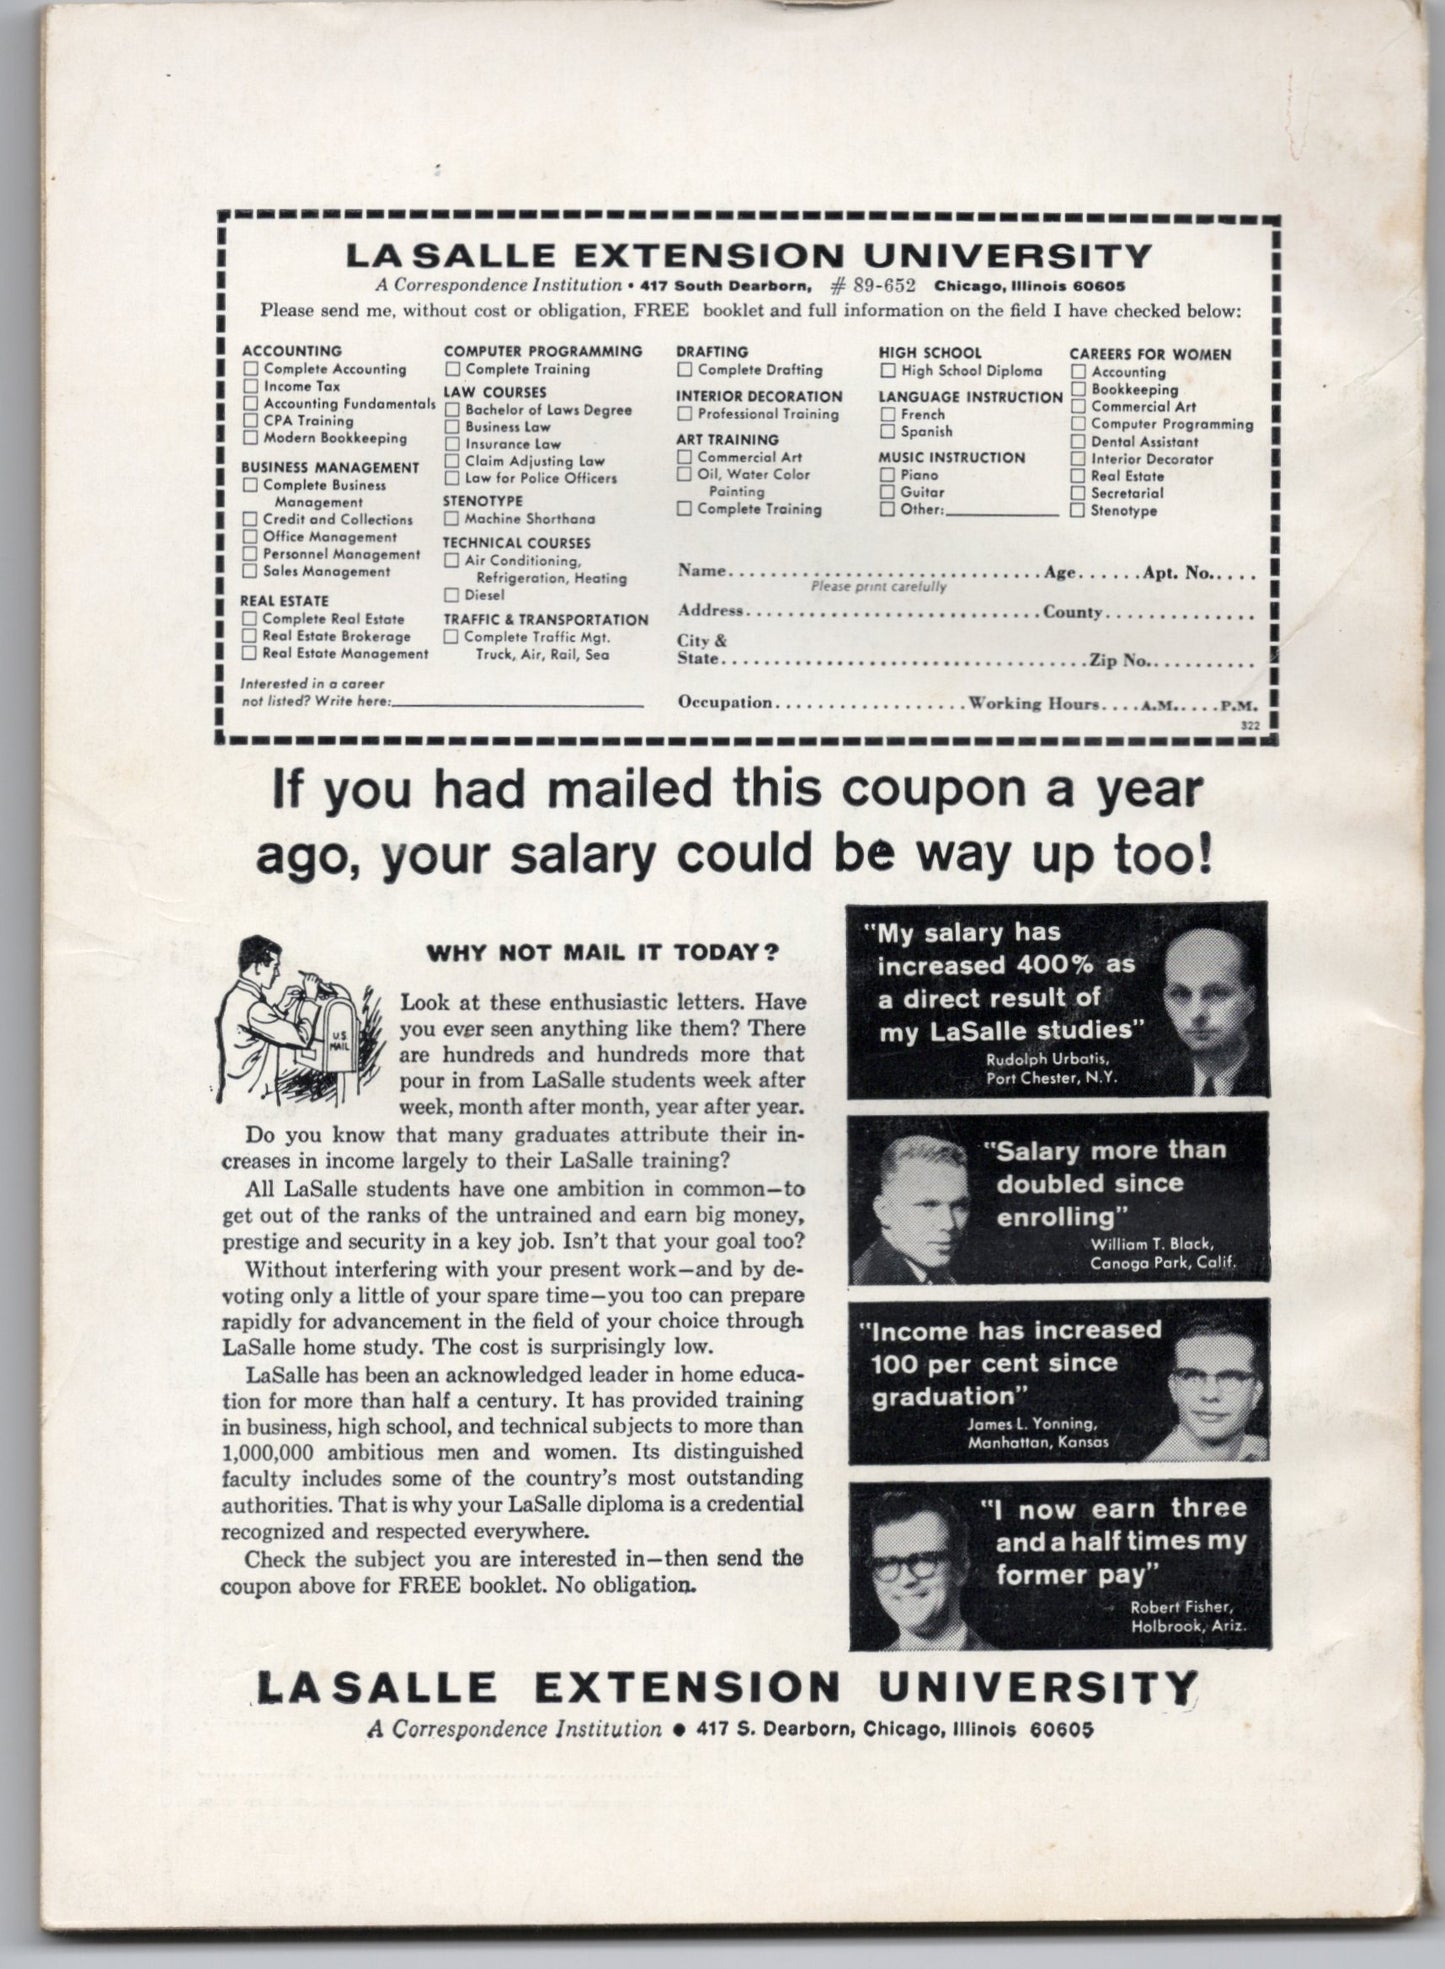 LA SALLE EXTENSION UNIVERSITY
A Correspondence Institution • 417 South Dearborn, # 89-652 Chicago, Illinois 60605
Please send me, without cost or obligation, FREE booklet and full information on the field I have checked below:
ACCOUNTING
Complete Accounting
Income Tax
Accounting Fundamentals
CPA Training
Modern Bookkeeping
BUSINESS MANAGEMENT
Complete Business
Management
Credit and Collections
Office Management
Personnel Management
Sales Management
REAL ESTATE
Complete Real Estate
Real Estate Brokerage
Real Estate Management
Interested in a career
not listed? Write here:
COMPUTER PROGRAMMING
Complete Training
LAW COURSES
Bachelor of Laws Degree
Business Law
Insurance Law
Claim Adjusting Law
Law for Police Officers
STENOTYPE
Machine Shorthand
TECHNICAL COURSES
Air Conditioning,
Refrigeration, Heating
Diesel
TRAFFIC & TRANSPORTATION
Complete Traffic Mgt.
Truck, Air, Rail, Sea
DRAFTING
Complete Drafting
INTERIOR DECORATION
Professional Training
ART TRAINING
Commercial Art
Oil, Water Color
Painting
Complete Training
HIGH SCHOOL
High School Diploma
LANGUAGE INSTRUCTION
French
Spanish
MUSIC INSTRUCTION
Piano
Guitar
Other:
CAREERS FOR WOMEN
Accounting
Bookkeeping
Commercial Art
Computer Programming
Dental Assistant
Interior Decorator
Real Estate
Secretarial
Stenotype
Name..............................Age......Apt. No.....
Please print carefully
Address............................County..............
City &
State...................................Zip No...........
Occupation..................Working Hours....A.M.....P.M.
322
If you had mailed this coupon a year
ago, your salary could be way up too!
U.S.
MAIL
WHY NOT MAIL IT TODAY?
Look at these enthusiastic letters. Have
you ever seen anything like them? There
are hundreds and hundreds more that
pour in from LaSalle students week after
week, month after month, year after year.
Do you know that many graduates attribute their in-
creases in income largely to their LaSalle training?
All LaSalle students have one ambition in common—to
get out of the ranks of the untrained and earn big money,
prestige and security in a key job. Isn't that your goal too?
Without interfering with your present work—and by de-
voting only a little of your spare time—you too can prepare
rapidly for advancement in the field of your choice through
LaSalle home study. The cost is surprisingly low.
LaSalle has been an acknowledged leader in home educa-
tion for more than half a century. It has provided training
in business, high school, and technical subjects to more than
1,000,000 ambitious men and women. Its distinguished
faculty includes some of the country's most outstanding
authorities. That is why your LaSalle diploma is a credential
recognized and respected everywhere.
Check the subject you are interested in—then send the
coupon above for FREE booklet. No obligation.
"My salary has
increased 400% as
a direct result of
my LaSalle studies"
Rudolph Urbatis,
Port Chester, N.Y.
"Salary more than
doubled since
enrolling"
William T. Black,
Canoga Park, Calif.
"Income has increased
100 per cent since
graduation"
James L. Yonning,
Manhattan, Kansas
"I now earn three
and a half times my
former pay"
Robert Fisher,
Holbrook, Ariz.
LA SALLE EXTENSION UNIVERSITY
A Correspondence Institution • 417 S. Dearborn, Chicago, Illinois 60605